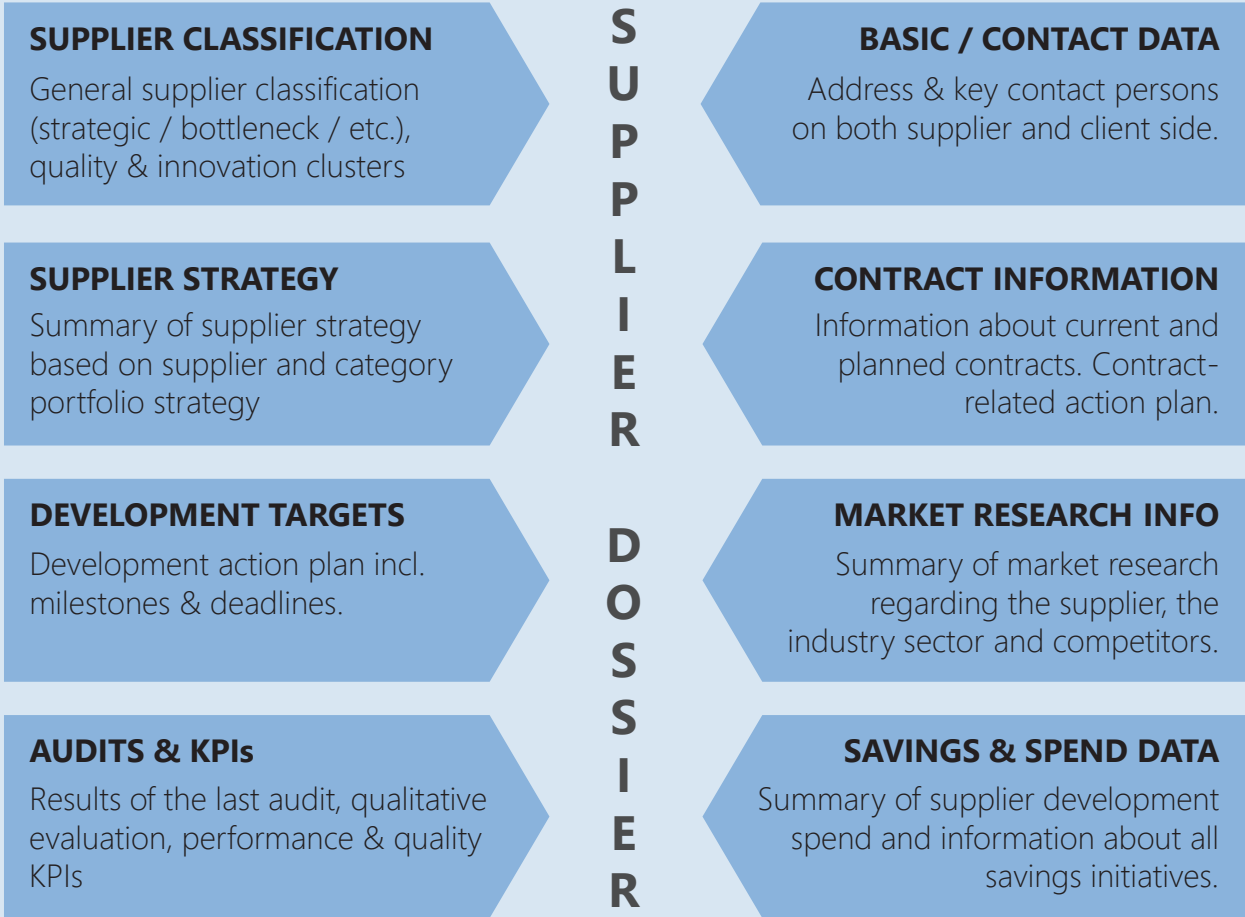 SUPPLIER CLASSIFICATION
General supplier classification
(strategic / bottleneck / etc.),
quality & innovation clusters
SUPPLIER STRATEGY
Summary of supplier strategy
based on supplier and category
portfolio strategy
DEVELOPMENT TARGETS
Development action plan incl.
milestones & deadlines.
AUDITS & KPIs
Results of the last audit, qualitative
evaluation, performance & quality
KPIs
S
U
P
P
L
I
E
R
D
O
S
S
I
E
R
BASIC / CONTACT DATA
Address & key contact persons
on both supplier and client side.
CONTRACT INFORMATION
Information about current and
planned contracts. Contract-
related action plan.
MARKET RESEARCH INFO
Summary of market research
regarding the supplier, the
industry sector and competitors.
SAVINGS & SPEND DATA
Summary of supplier development
spend and information about all
savings initiatives.